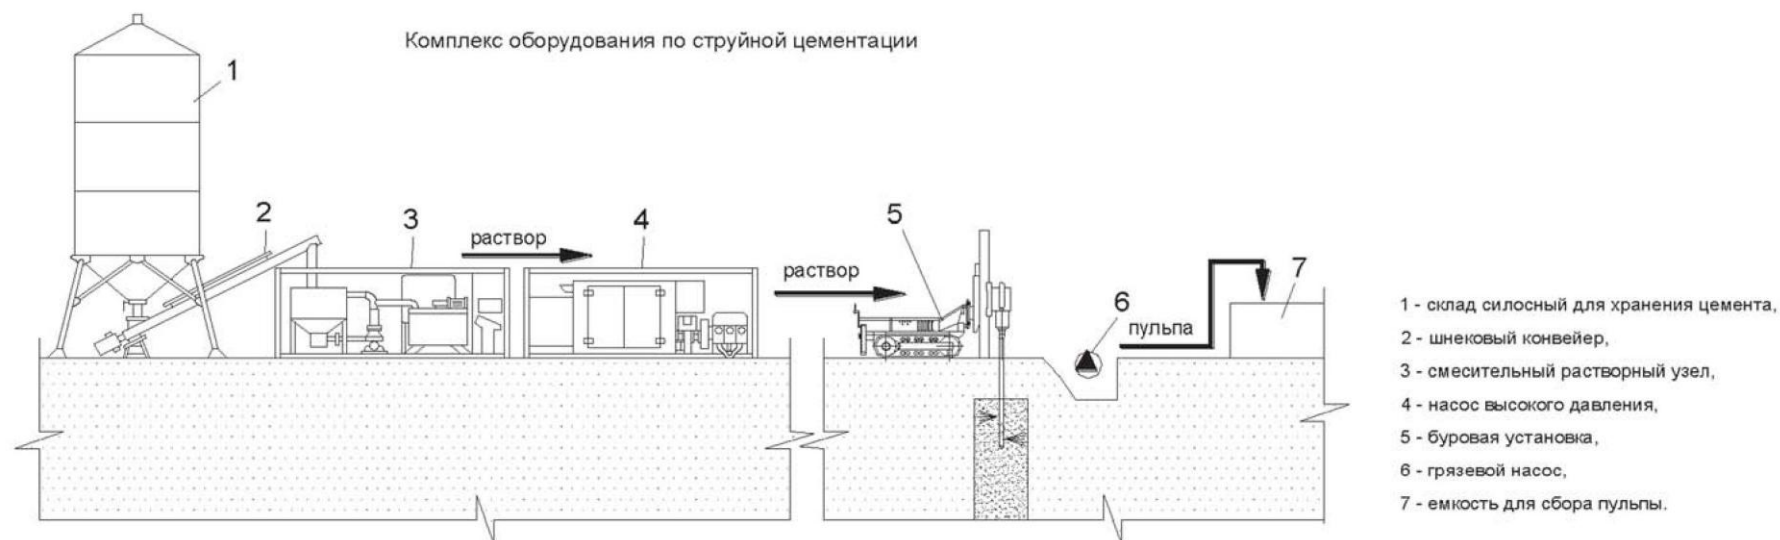 Комплекс оборудования по струйной цементации
1
2
3
раствор
4
раствор
5
6
пульпа
7
1 - склад силосный для хранения цемента,
2 - шнековый конвейер,
3 - смесительный растворный узел,
4 - насос высокого давления,
5 - буровая установка,
6 - грязевой насос,
7 - емкость для сбора пульпы.